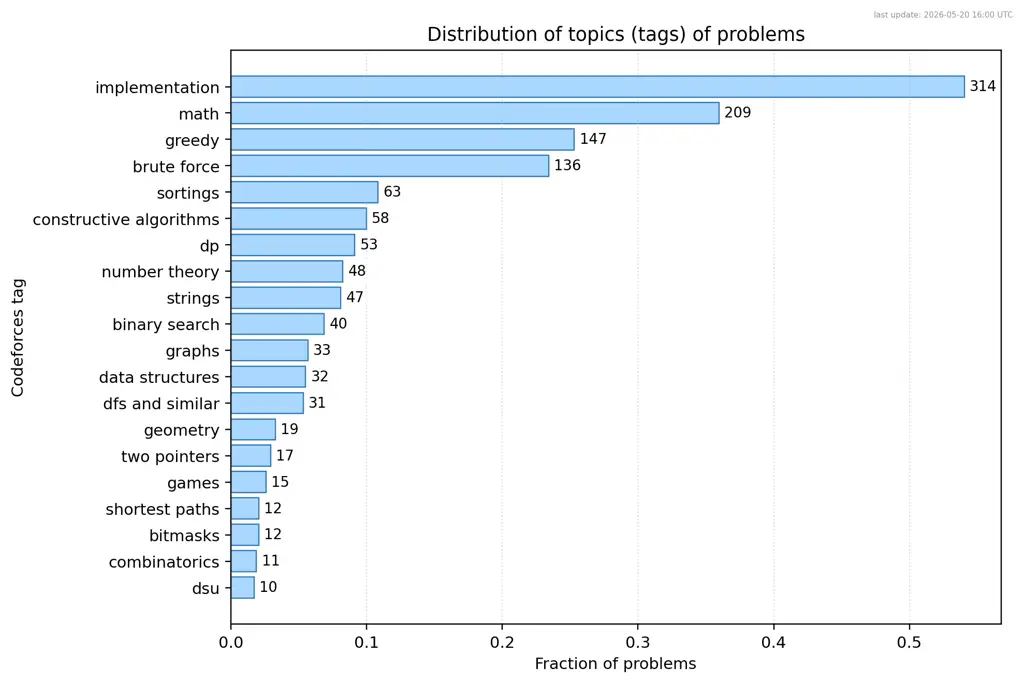 last update: 2026-05-20 16:00 UTC
Distribution of topics (tags) of problems
Codeforces tag
implementation 314
math 209
greedy 147
brute force 136
sortings 63
constructive algorithms 58
dp 53
number theory 48
strings 47
binary search 40
graphs 33
data structures 32
dfs and similar 31
geometry 19
two pointers 17
games 15
shortest paths 12
bitmasks 12
combinatorics 11
dsu 10
0.0 0.1 0.2 0.3 0.4 0.5
Fraction of problems